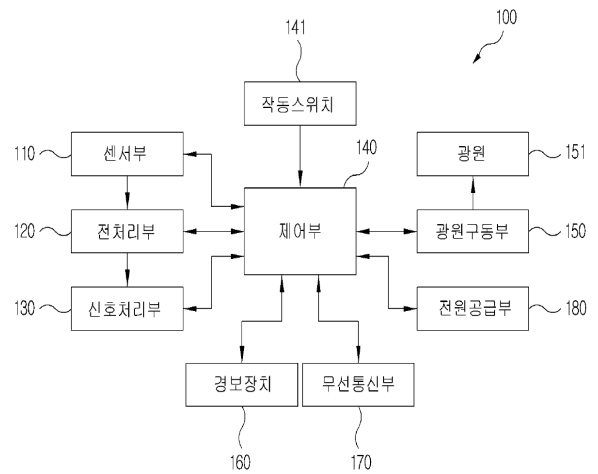 141
100
작동스위치
110
센서부
140
광원
151
120
전처리부
제어부
광원구동부
150
130
신호처리부
전원공급부
180
경보장치
무선통신부
160
170